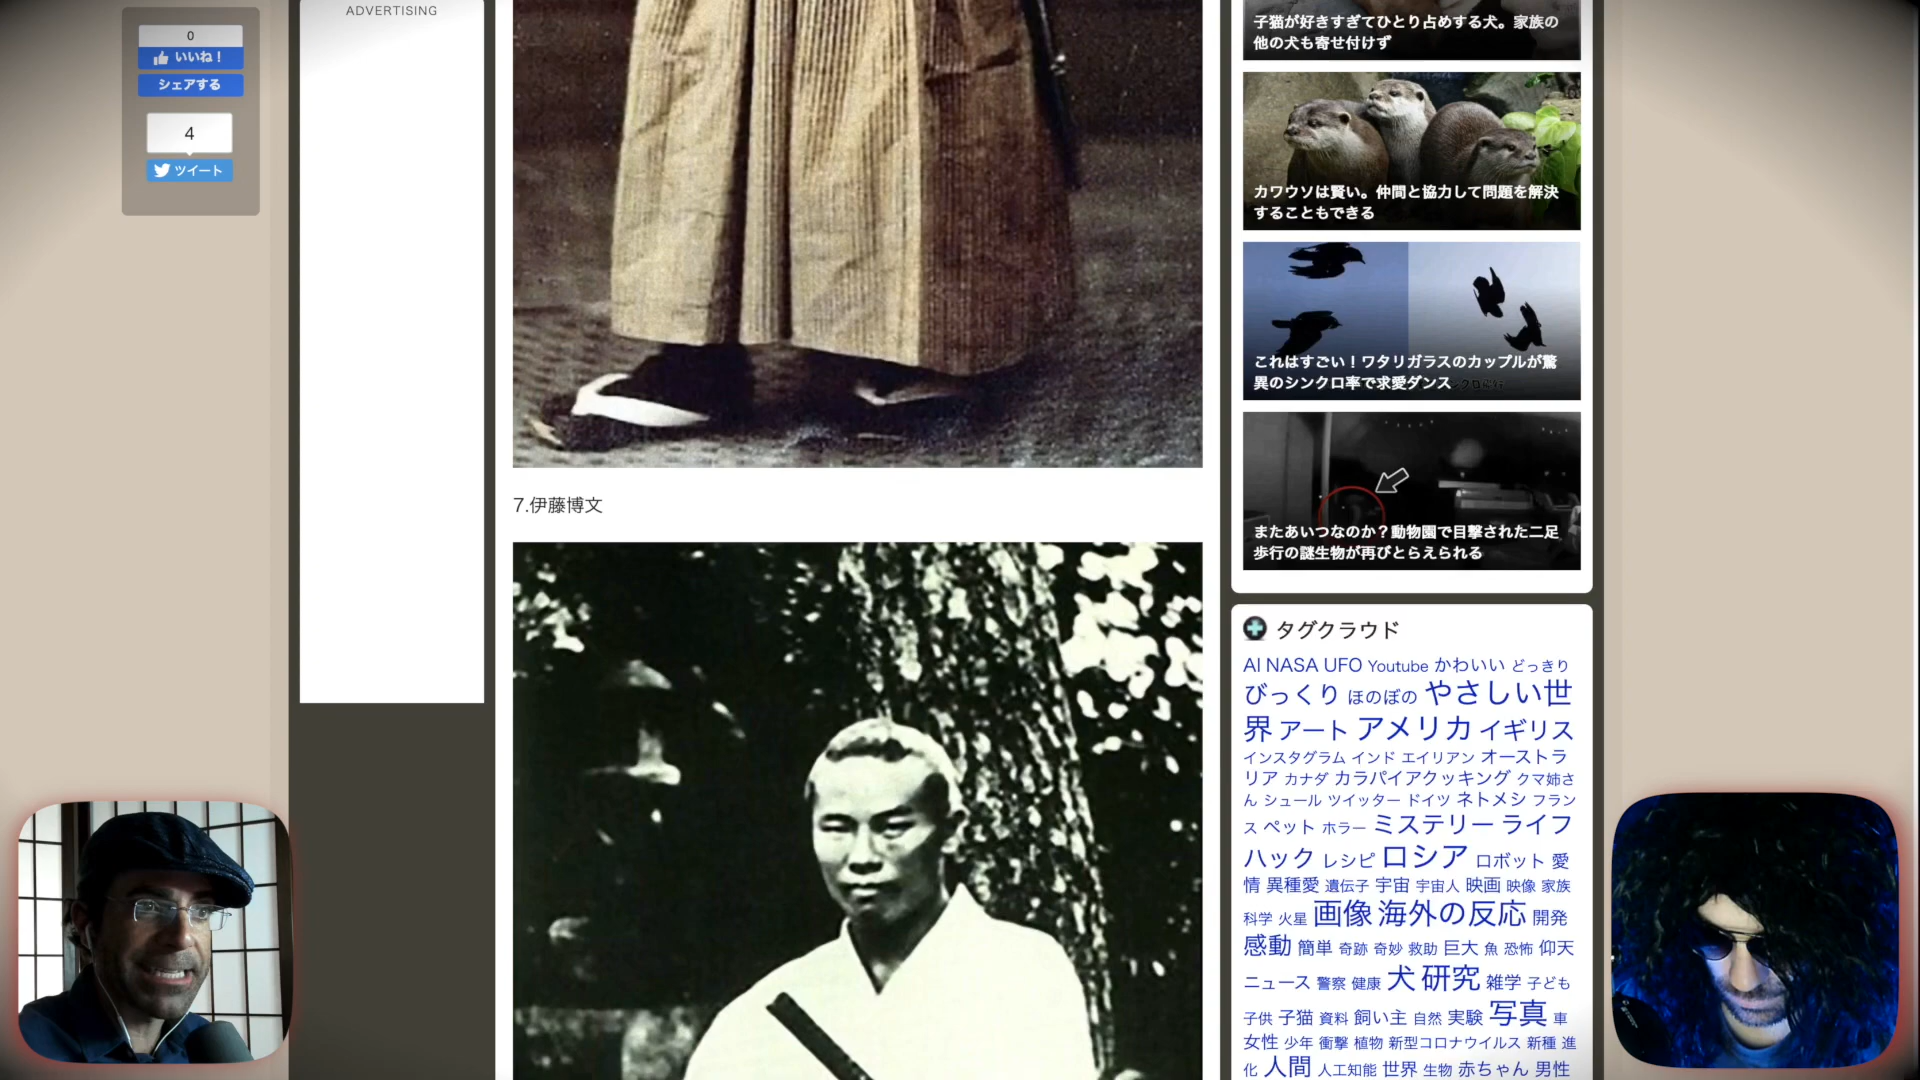 0
いいね！
シェアする
4
ツイート
ADVERTISING
7.伊藤博文
子猫が好きすぎてひとり占めする犬。家族の
他の犬も寄せ付けず
カワウソは賢い。仲間と協力して問題を解決
することもできる
これはすごい！ワタリガラスのカップルが驚
異のシンクロ率で求愛ダンス
またあいつなのか？動物園で目撃された二足
歩行の謎生物が再びとらえられる
タグクラウド
AI NASA UFO Youtube かわいい どっきり
びっくり ほのぼの やさしい世
界 アート アメリカ イギリス
インスタグラム インド エイリアン オーストラ
リア カナダ カラパイアクッキング クマ姉さ
ん シュール ツイッター ドイツ ネトメシ フラン
ス ペット ホラー ミステリー ライフ
ハック レシピ ロシア ロボット 愛
情 異種愛 遺伝子 宇宙 宇宙人 映画 映像 家族
科学 火星 画像 海外の反応 開発
感動 簡単 奇跡 奇妙 救助 巨大 魚 恐怖 仰天
ニュース 警察 健康 犬 研究 雑学 子ども
子供 子猫 資料 飼い主 自然 実験 写真 車
女性 少年 衝撃 植物 新型コロナウイルス 新種 進
化 人間 人工知能 世界 生物 赤ちゃん 男性